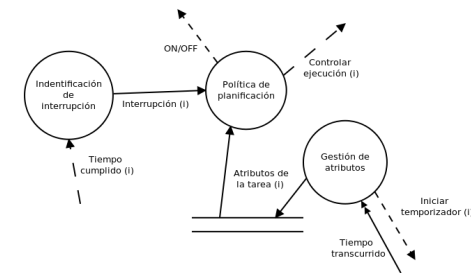 ON/OFF
Controlar
ejecución (i)
Indentificación
de
interrupción
Interrupción (i)
Política de
planificación
Tiempo
cumplido (i)
Atributos de
la tarea (i)
Gestión de
atributos
Iniciar
temporizador (i
Tiempo
transcurrido